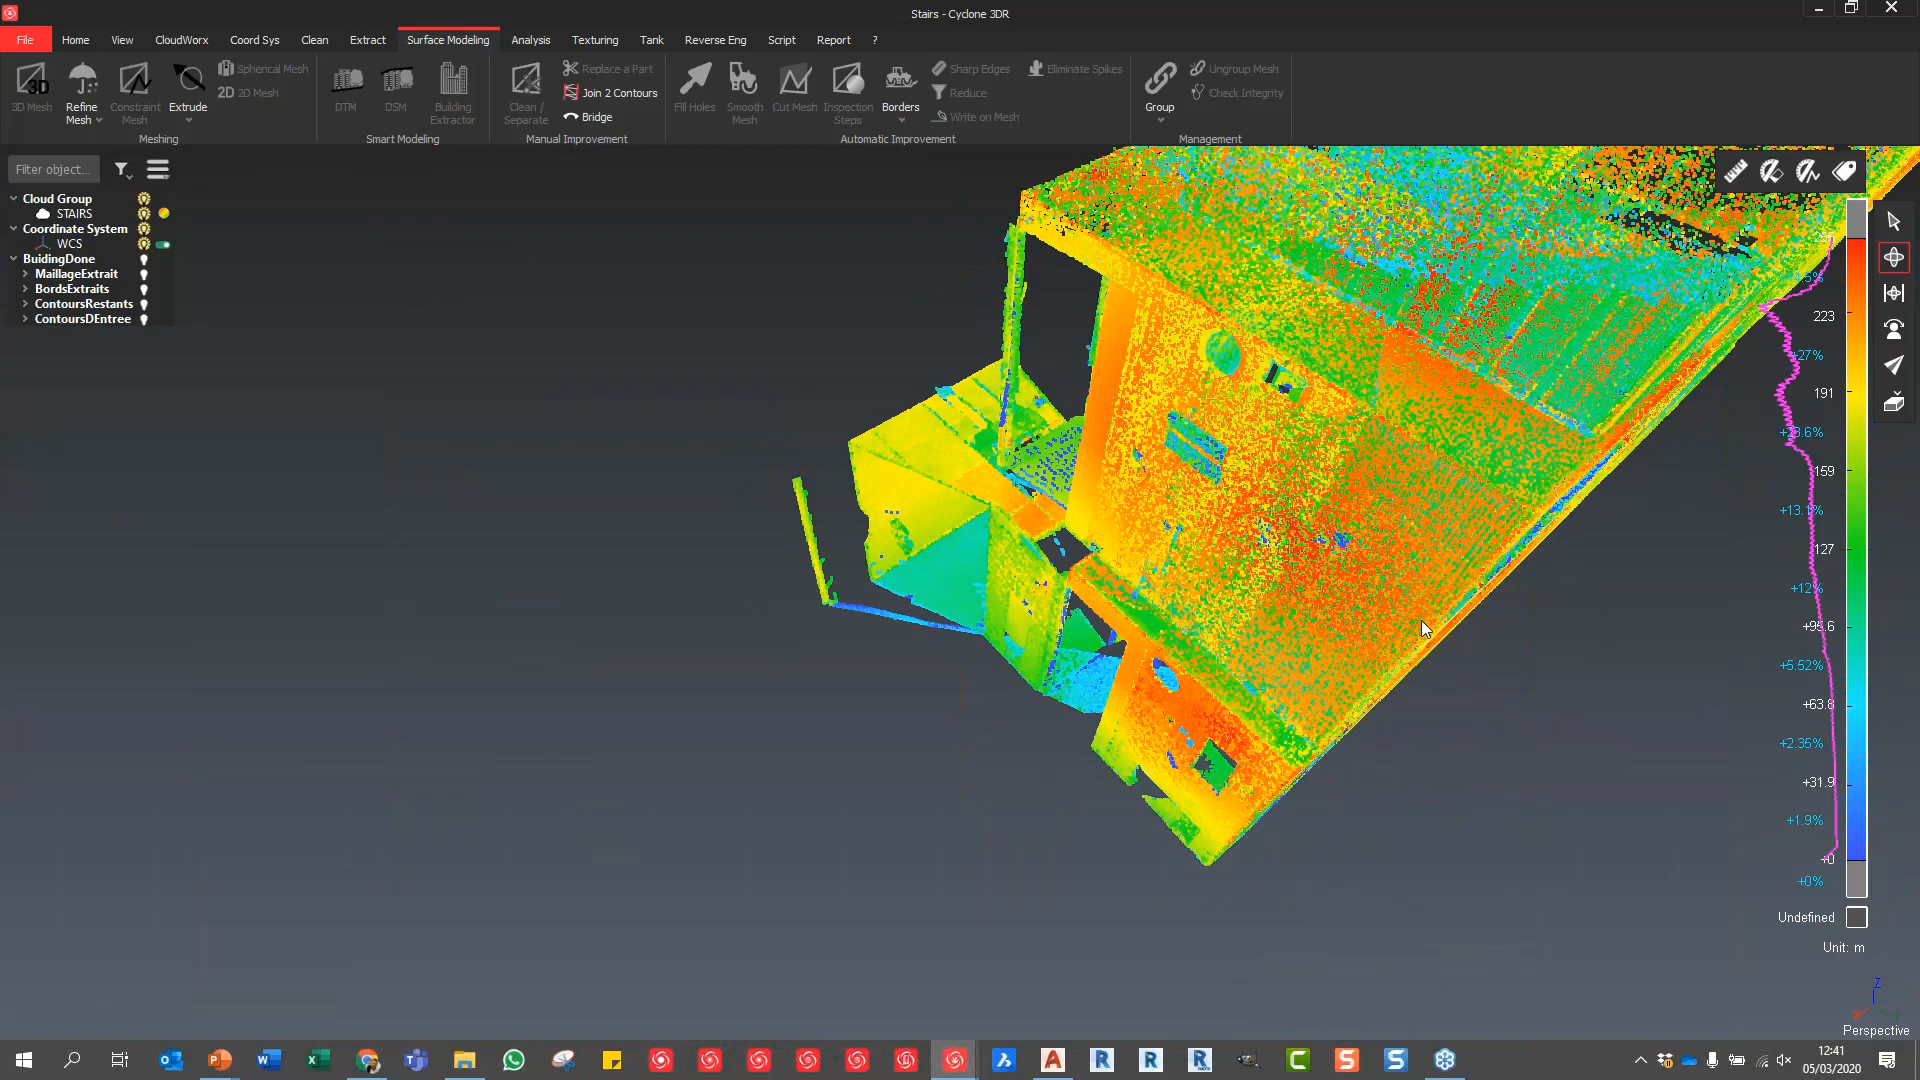 Stairs - Cyclone 3DR
File Home View CloudWorx Coord Sys Clean Extract Surface Modeling Analysis Texturing Tank Reverse Eng Script Report ?
3D Mesh
Refine Mesh
Constraint Mesh
Extrude
Spherical Mesh
2D Mesh
Meshing
DTM
DSM
Building Extractor
Smart Modeling
Clean / Separate
Replace a Part
Join 2 Contours
Bridge
Manual Improvement
Fill Holes
Smooth Mesh
Cut Mesh
Inspection Steps
Borders
Sharp Edges
Reduce
Write on Mesh
Eliminate Spikes
Automatic Improvement
Group
Ungroup Mesh
Check Integrity
Management
Filter object...
Cloud Group
STAIRS
Coordinate System
WCS
BuidingDone
MaillageExtrait
BordsExtraits
ContoursRestants
ContoursDEntree
223
+27%
191
159
127
+12%
+95.6
+5.52%
+63.8
+2.35%
+31.9
+1.9%
+0
+0%
Undefined
Unit: m
Z
Perspective
12:41
05/03/2020